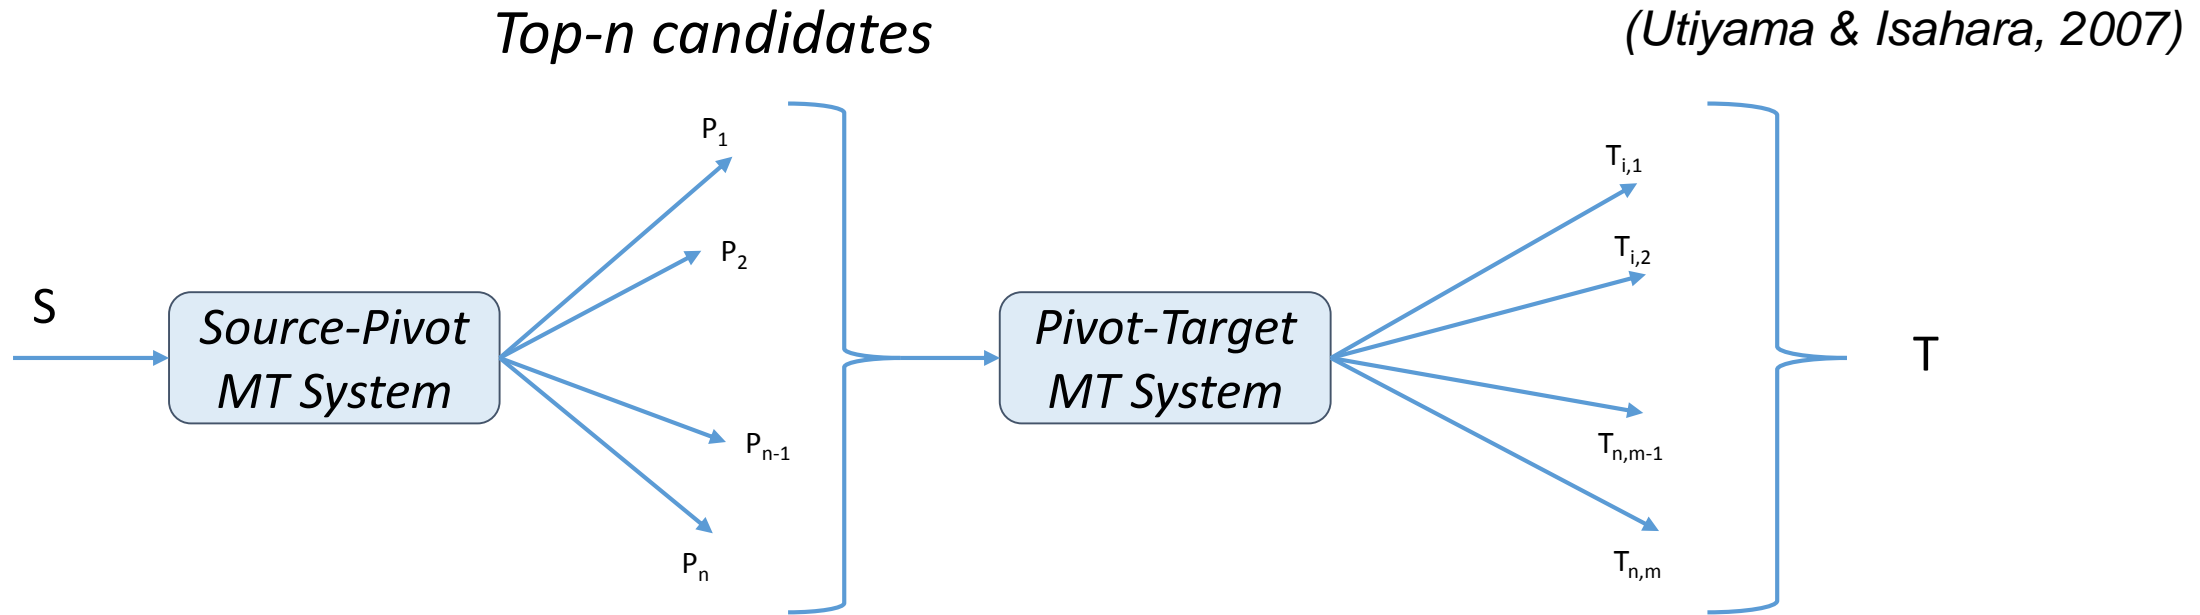 Top-n candidates
(Utiyama & Isahara, 2007)
S
Source-Pivot
MT System
P1
P2
Pn-1
Pn
Pivot-Target
MT System
Ti,1
Ti,2
Tn,m-1
Tn,m
T